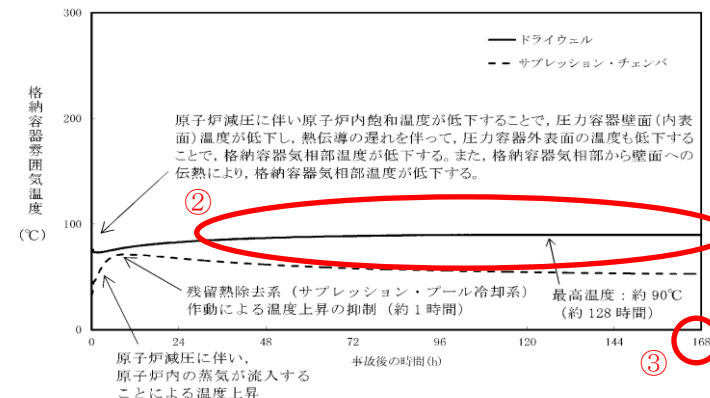 300
200
100
0
格納容器雰囲気温度
(℃)
ドライウェル
サプレッション・チェンバ
原子炉減圧に伴い原子炉内飽和温度が低下することで，圧力容器壁面（内表
面）温度が低下し，熱伝導の遅れを伴って，圧力容器外表面の温度も低下する
ことで，格納容器気相部温度が低下する。また，格納容器気相部から壁面への
伝熱により，格納容器気相部温度が低下する。
②
残留熱除去系（サプレッション・プール冷却系）
作動による温度上昇の抑制（約１時間）
最高温度：約 90℃
（約 128 時間）
0 24 48 72 96 120 144 168
事故後の時間(h)
③
原子炉減圧に伴い，
原子炉内の蒸気が流入する
ことによる温度上昇